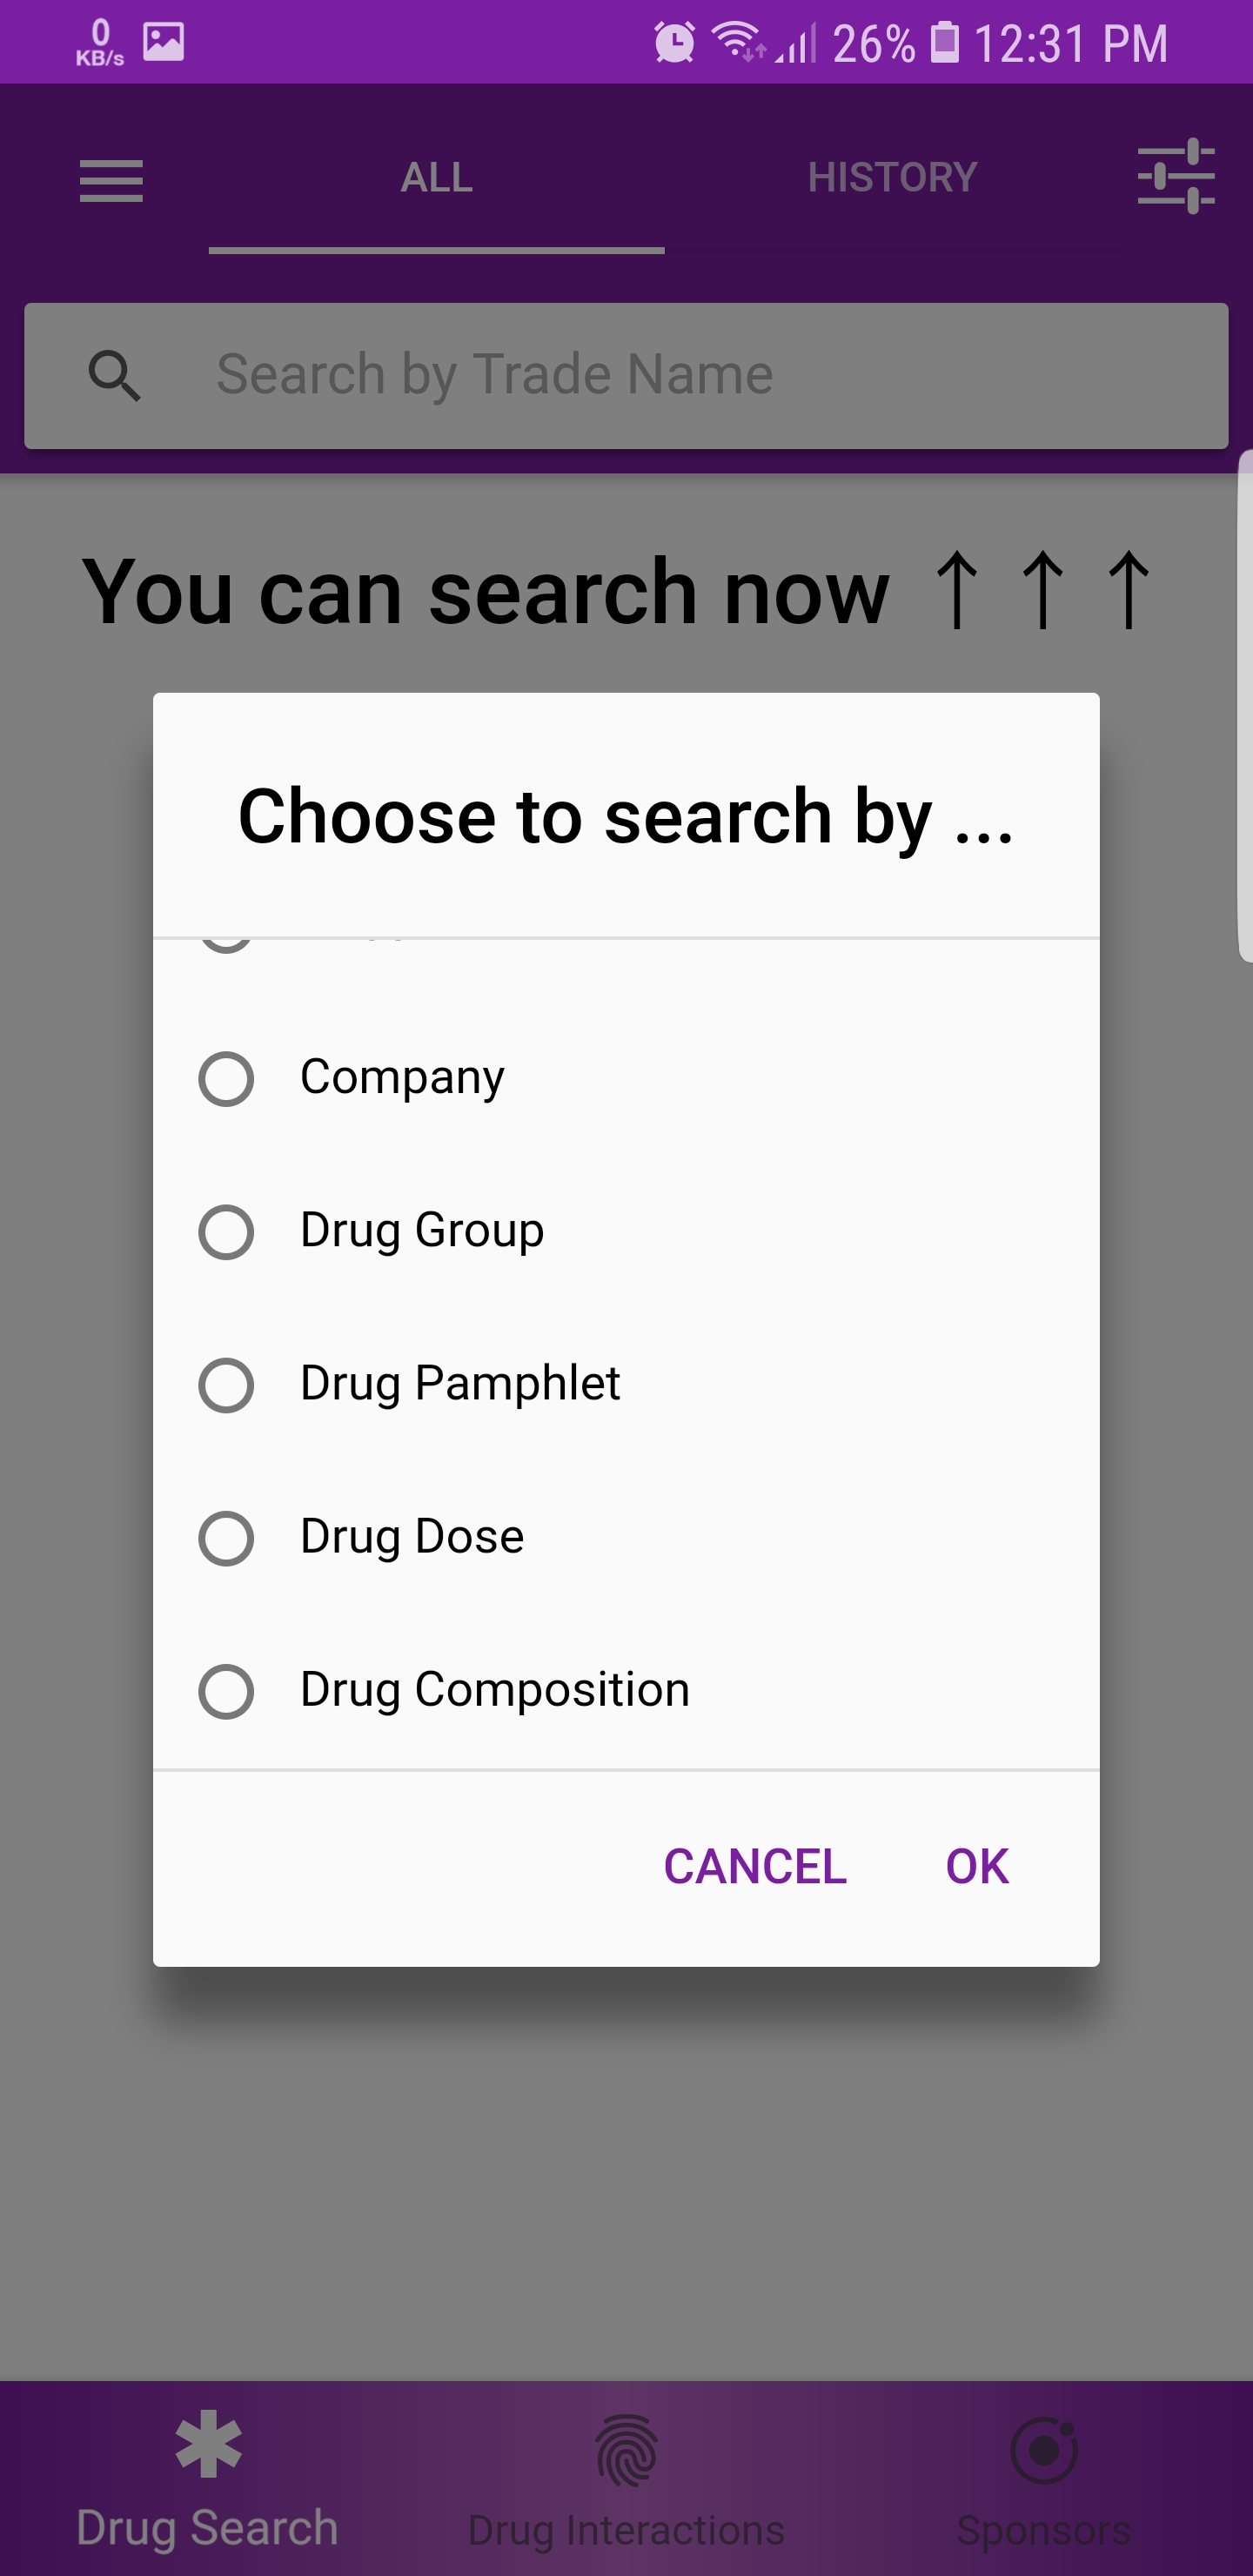 0
KB/s
26% 12:31 PM
ALL HISTORY
Search by Trade Name
You can search now ↑ ↑ ↑
Choose to search by ...
Company
Drug Group
Drug Pamphlet
Drug Dose
Drug Composition
CANCEL OK
Drug Search Drug Interactions Sponsors